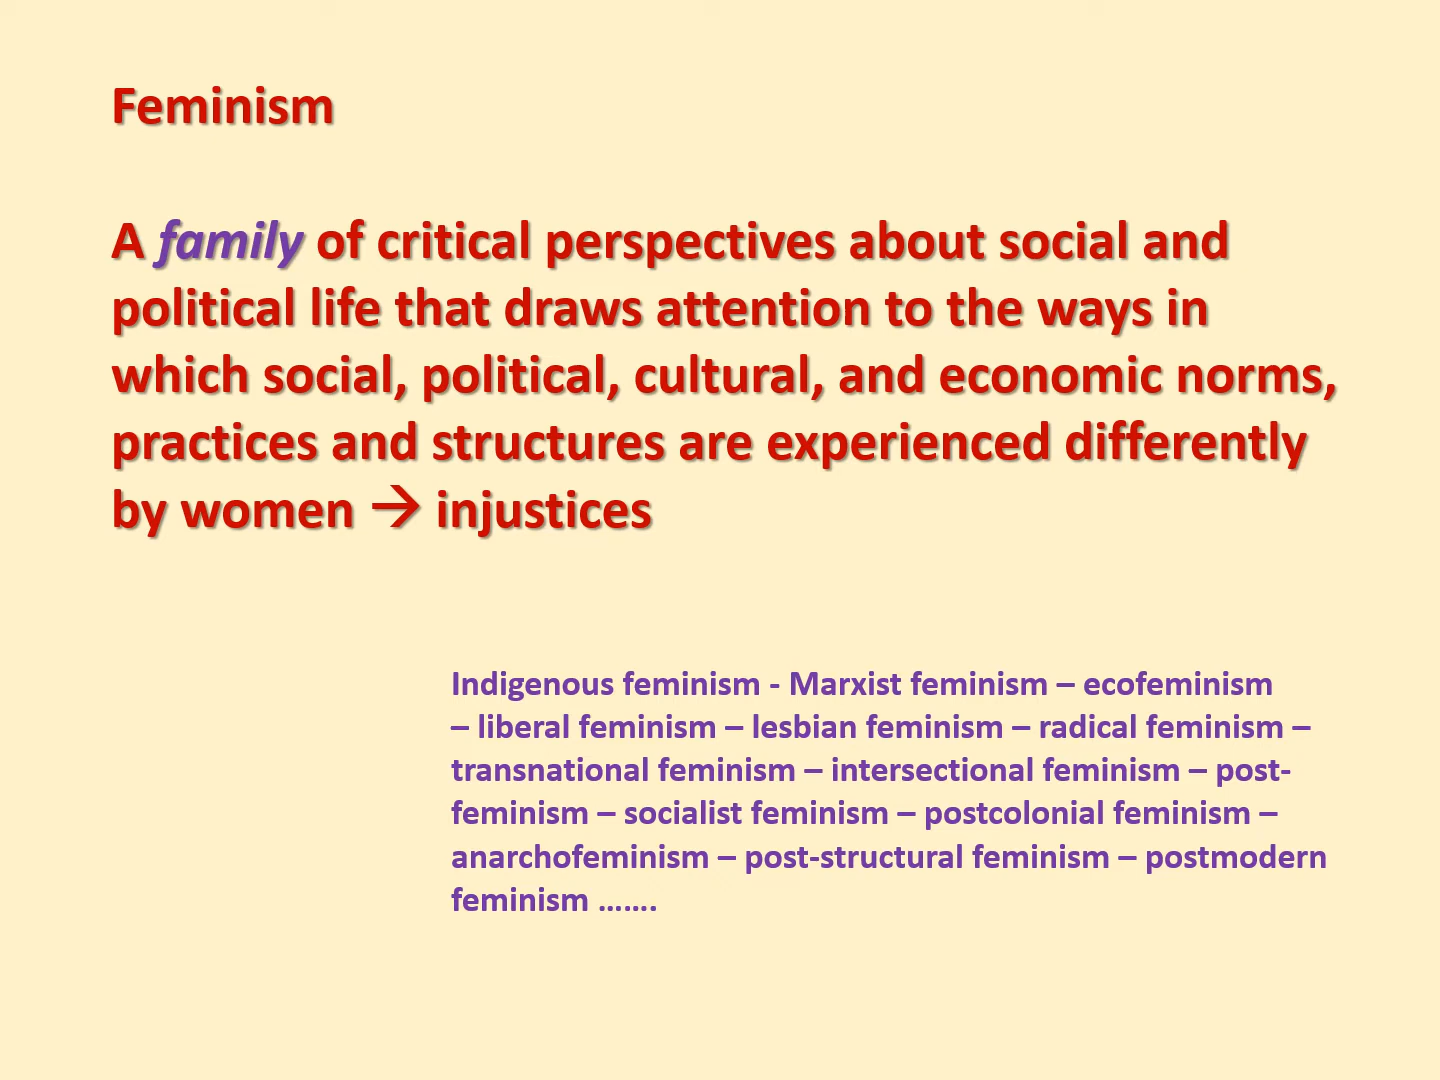 Feminism
A family of critical perspectives about social and
political life that draws attention to the ways in
which social, political, cultural, and economic norms,
practices and structures are experienced differently
by women → injustices
Indigenous feminism - Marxist feminism – ecofeminism
– liberal feminism – lesbian feminism – radical feminism –
transnational feminism – intersectional feminism – post-
feminism – socialist feminism – postcolonial feminism –
anarchofeminism – post-structural feminism – postmodern
feminism …….